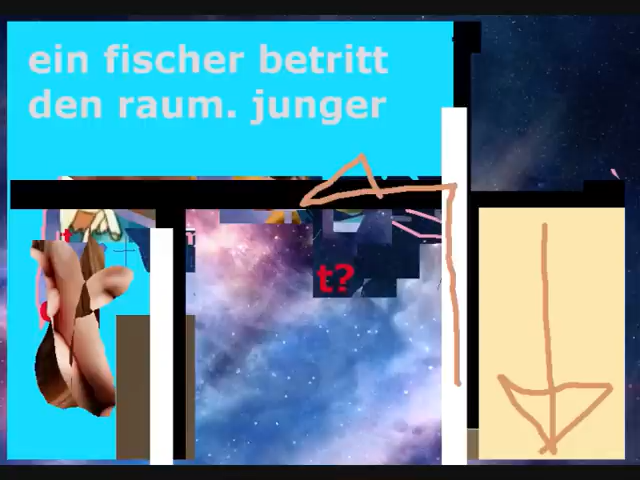 ein fischer betritt
den raum. junger
t?